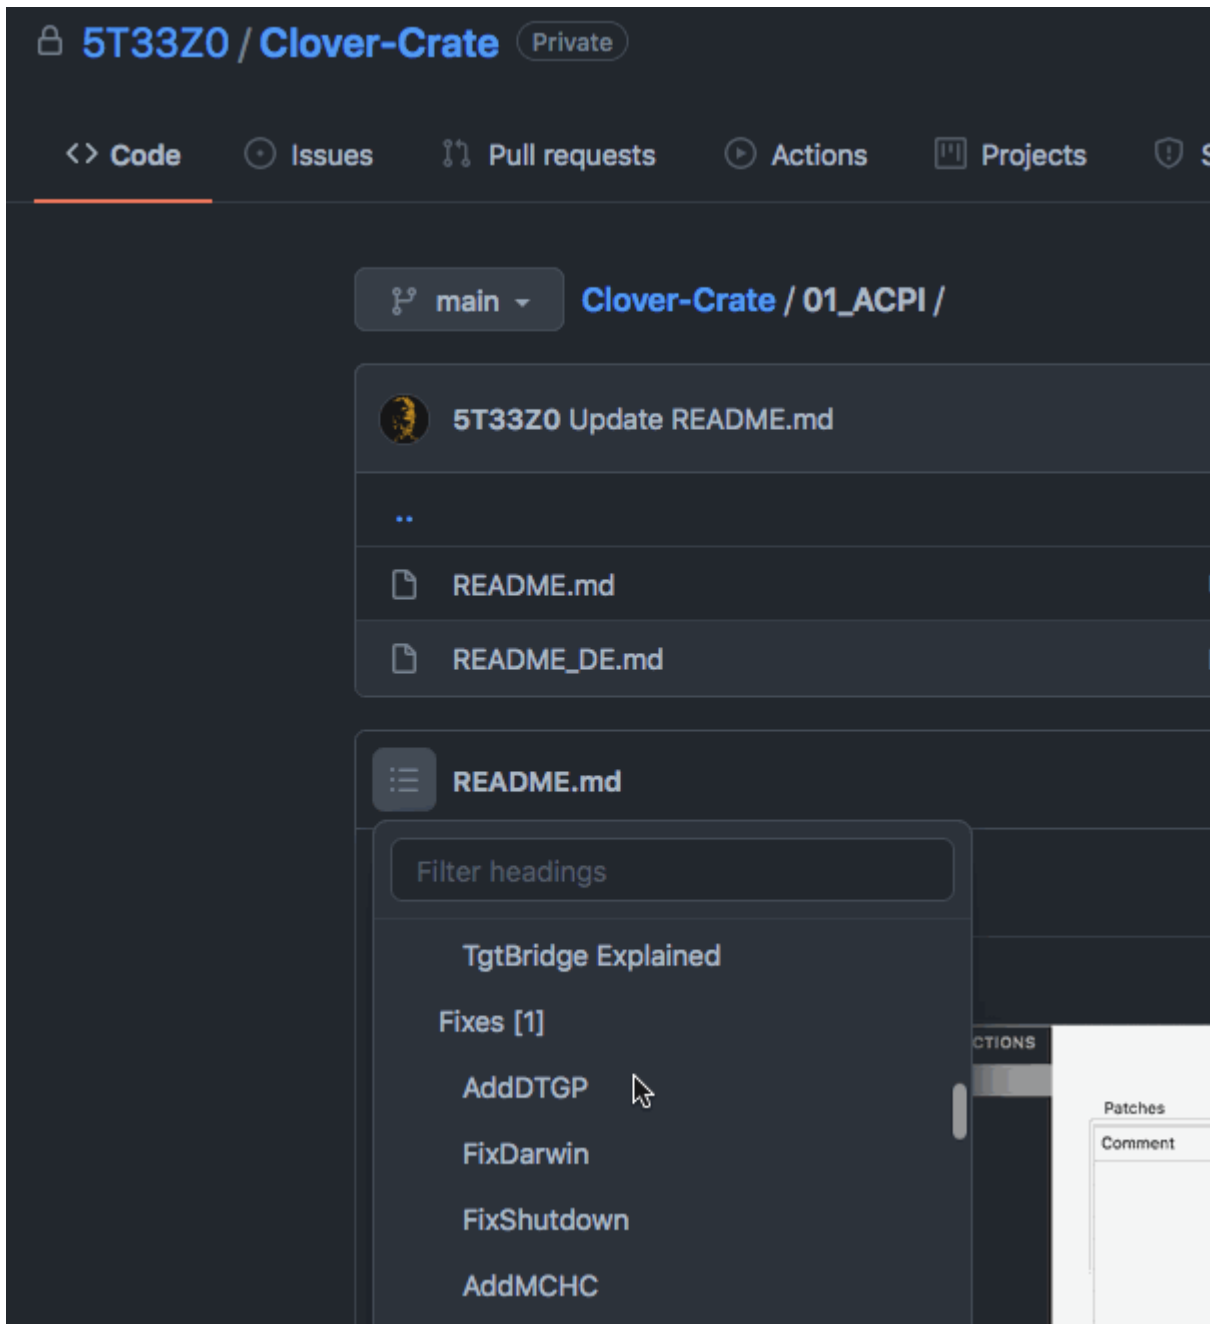 5T33Z0 / Clover-Crate Private
<> Code Issues Pull requests Actions Projects
main Clover-Crate / 01_ACPI /
5T33Z0 Update README.md
..
README.md
README_DE.md
README.md
Filter headings
TgtBridge Explained
Fixes [1]
CTIONS
AddDTGP
Patches
Comment
FixDarwin
FixShutdown
AddMCHC